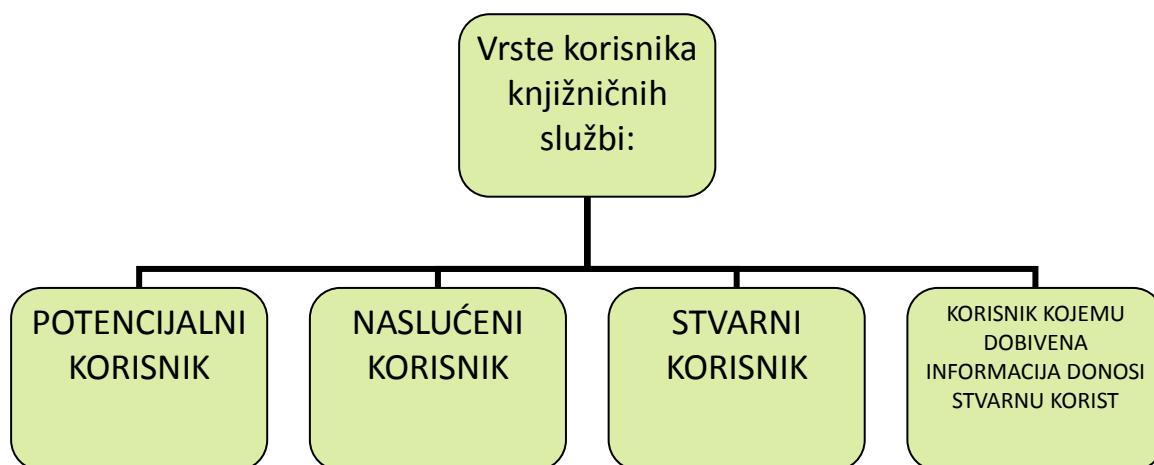 Vrste korisnika
knjižničnih
službi:
POTENCIJALNI
KORISNIK
NASLUĆENI
KORISNIK
STVARNI
KORISNIK
KORISNIK KOJEMU
DOBIVENA
INFORMACIJA DONOSI
STVARNU KORIST